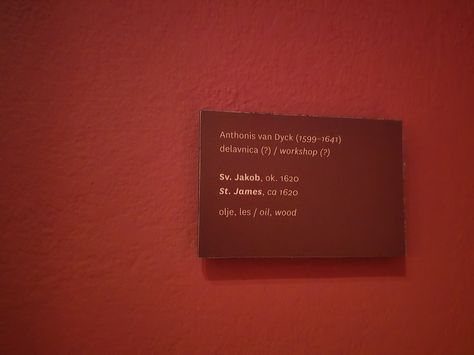 Anthonis van Dyck (1599–1641)
delavnica (?) / workshop (?)
Sv. Jakob, ok. 1620
St. James, ca 1620
olje, les / oil, wood